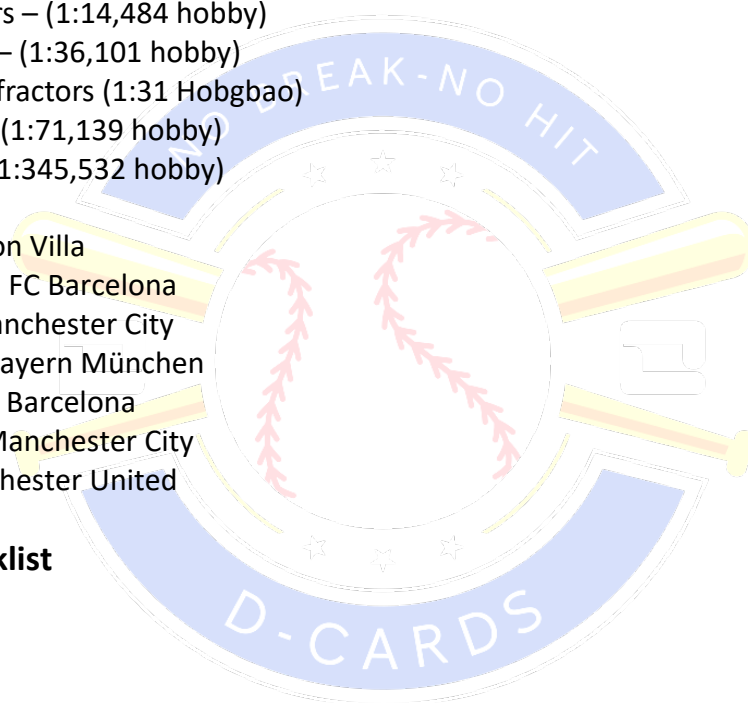 rs – (1:14,484 hobby)
– (1:36,101 hobby)
fractors (1:31 Hobgbao)
(1:71,139 hobby)
1:345,532 hobby)
on Villa
FC Barcelona
anchester City
ayern München
Barcelona
Manchester City
hester United
klist
NO BREAK-NO HIT
D-CARDS